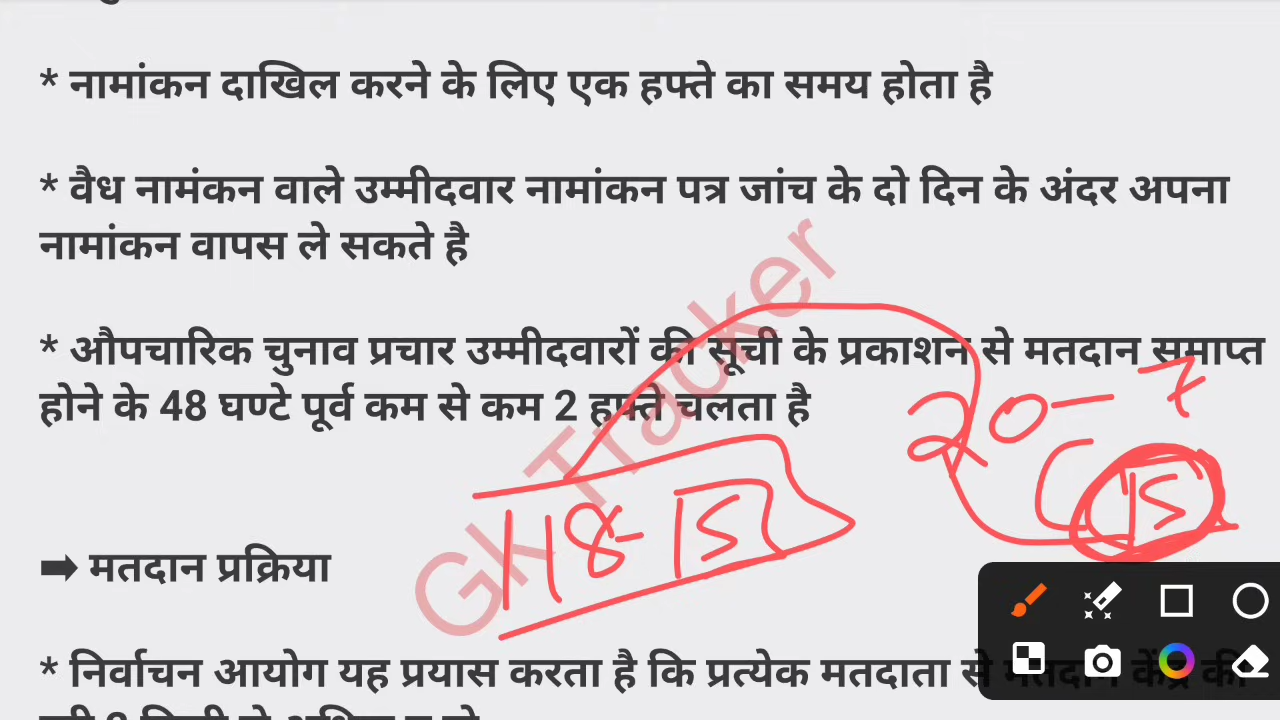 * नामांकन दाखिल करने के लिए एक हफ्ते का समय होता है
* वैध नामंकन वाले उम्मीदवार नामांकन पत्र जांच के दो दिन के अंदर अपना
नामांकन वापस ले सकते है
* औपचारिक चुनाव प्रचार उम्मीदवारों की सूची के प्रकाशन से मतदान समाप्त
होने के 48 घण्टे पूर्व कम से कम 2 हफ्ते चलता है
20 - 7
15
18 - 15
Gk Tracker
➡ मतदान प्रक्रिया
* निर्वाचन आयोग यह प्रयास करता है कि प्रत्येक मतदाता से मतदान केंद्र की